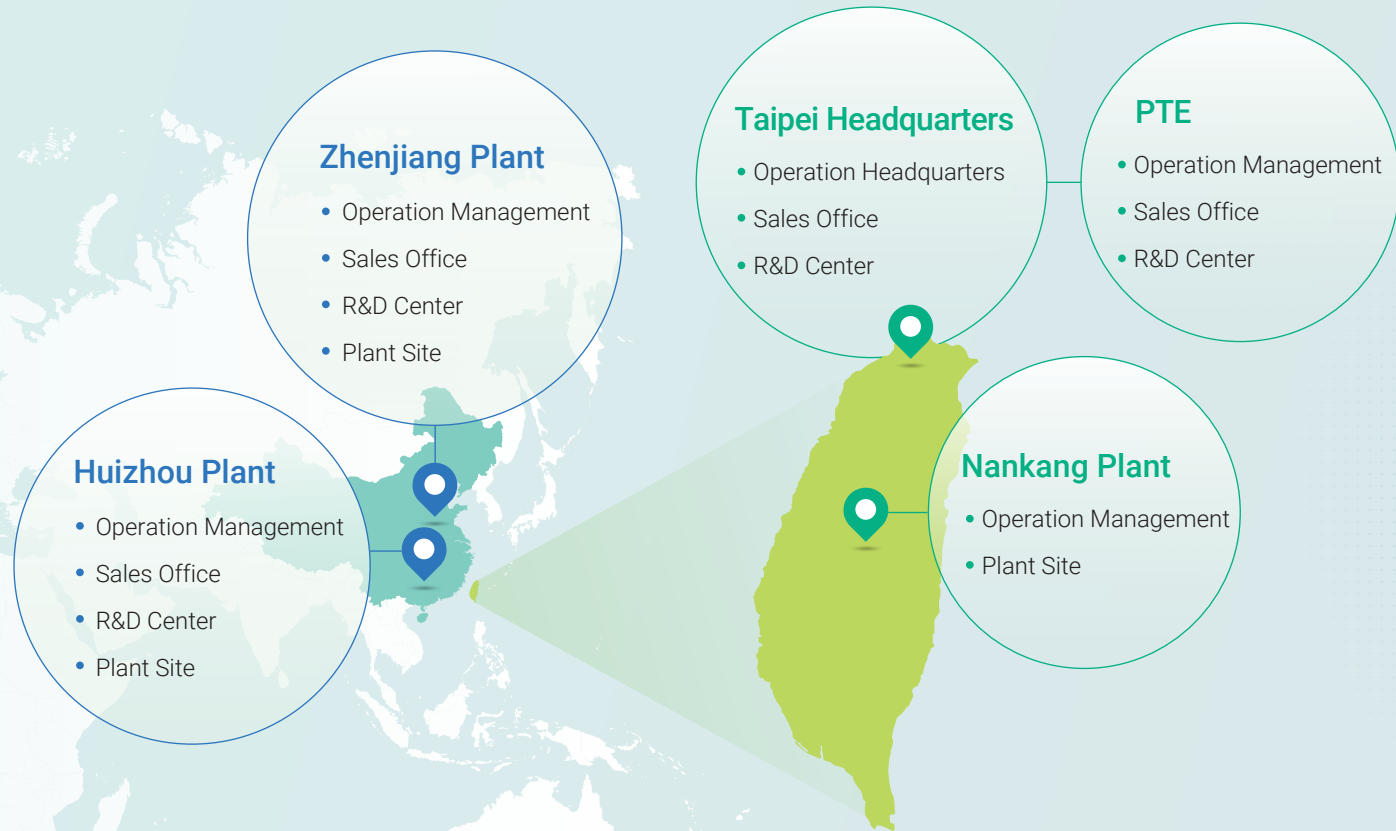 Zhenjiang Plant
• Operation Management
• Sales Office
• R&D Center
• Plant Site
Huizhou Plant
• Operation Management
• Sales Office
• R&D Center
• Plant Site
Taipei Headquarters
• Operation Headquarters
• Sales Office
• R&D Center
PTE
• Operation Management
• Sales Office
• R&D Center
Nankang Plant
• Operation Management
• Plant Site